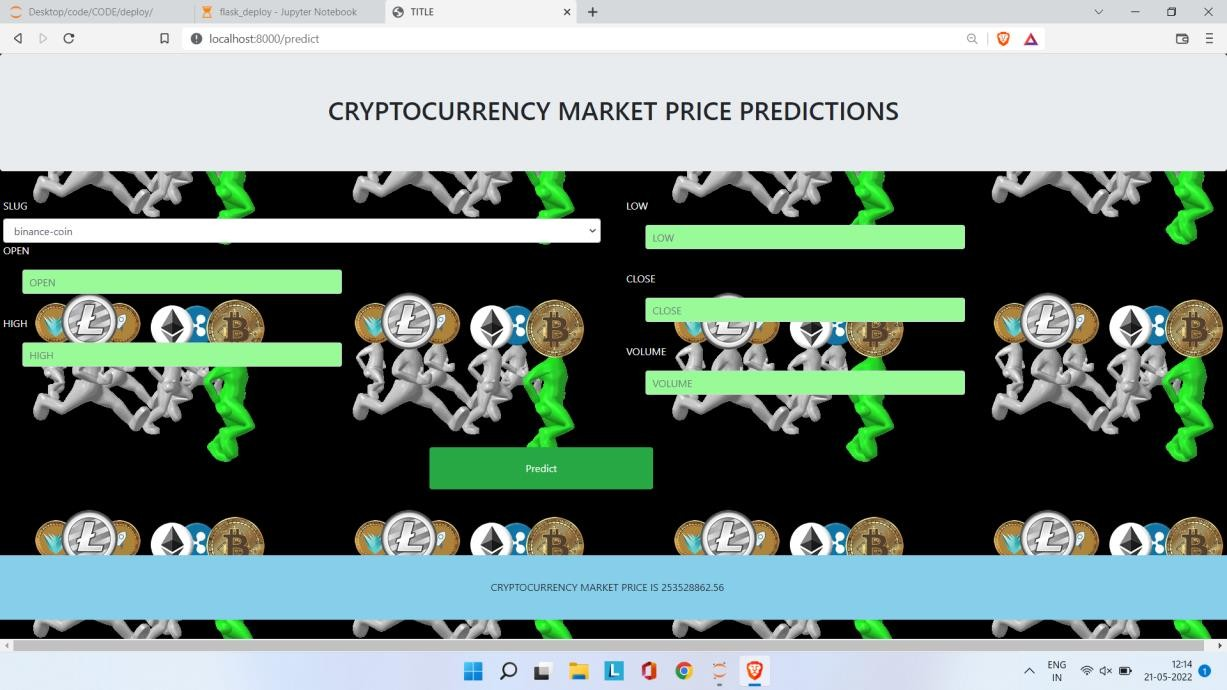 Desktop/code/CODE/deploy/
flask_deploy - Jupyter Notebook
TITLE
localhost:8000/predict
CRYPTOCURRENCY MARKET PRICE PREDICTIONS
SLUG
binance-coin
OPEN
OPEN
HIGH
HIGH
LOW
LOW
CLOSE
CLOSE
VOLUME
VOLUME
Predict
CRYPTOCURRENCY MARKET PRICE IS 253528862.56
ENG
IN
12:14
21-05-2022
1